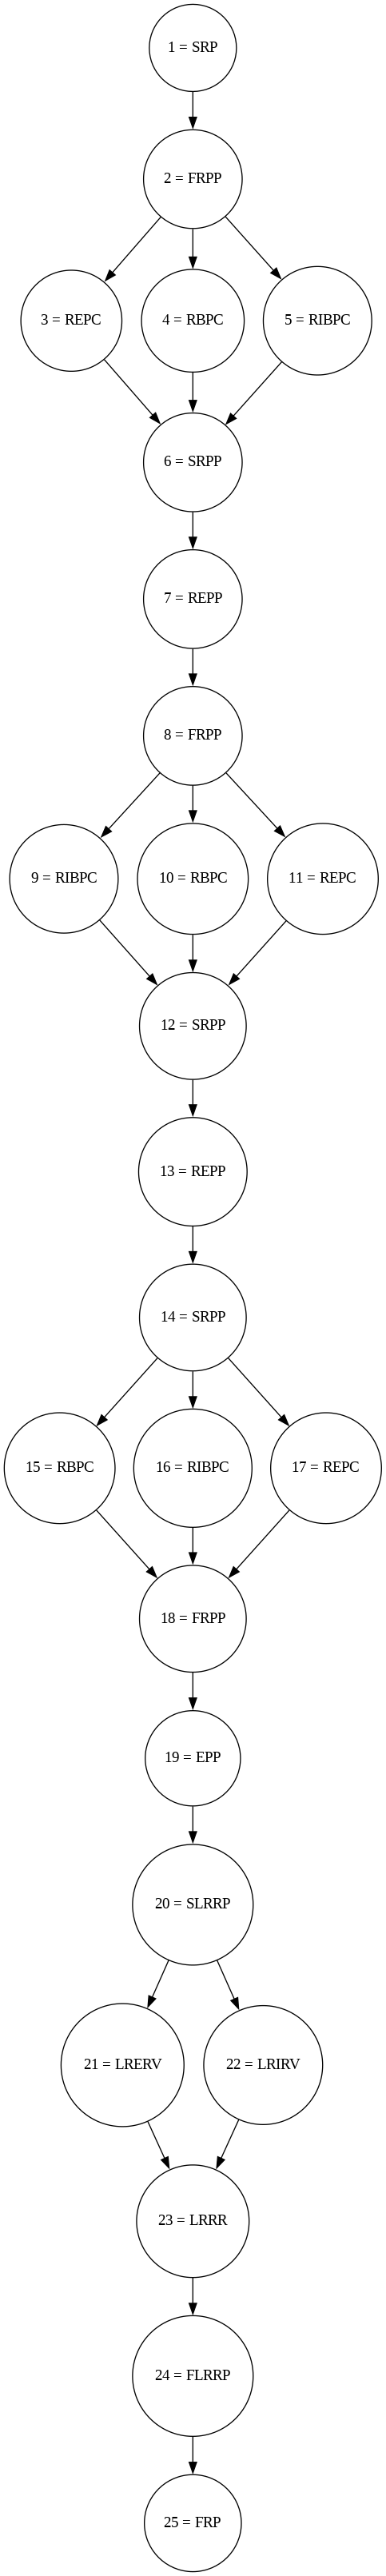 1 = SRP
2 = FRPP
3 = REPC
4 = RBPC
5 = RIBPC
6 = SRPP
7 = REPP
8 = FRPP
9 = RIBPC
10 = RBPC
11 = REPC
12 = SRPP
13 = REPP
14 = SRPP
15 = RBPC
16 = RIBPC
17 = REPC
18 = FRPP
19 = EPP
20 = SLRRP
21 = LRERV
22 = LRIRV
23 = LRRR
24 = FLRRP
25 = FRP